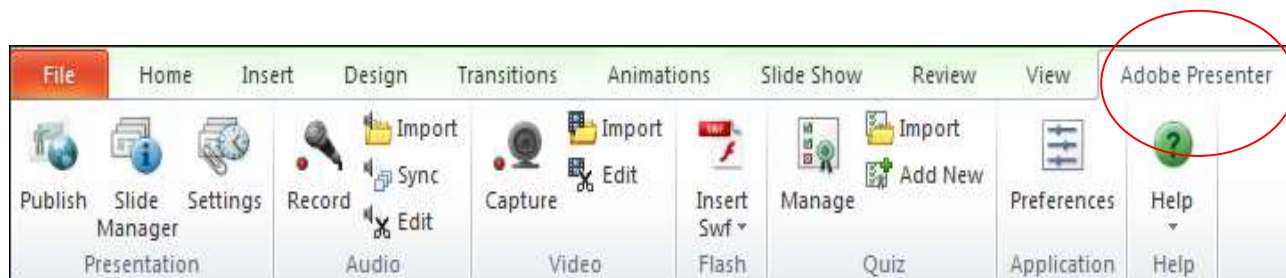 File Home Insert Design Transitions Animations Slide Show Review View Adobe Presenter
Import Import SWF Import
Sync Edit Add New
Publish Slide Manager Settings Record Edit Capture Insert Swf Manage Preferences Help
Presentation Audio Video Flash Quiz Application Help